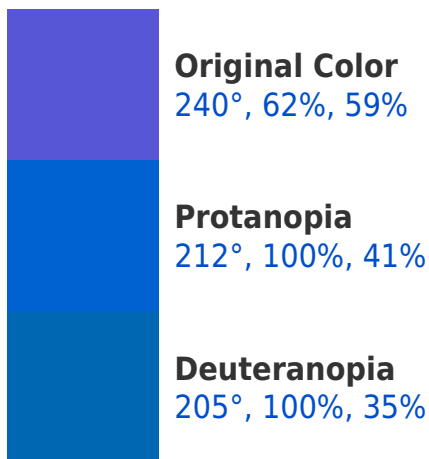 Original Color
240°, 62%, 59%
Protanopia
212°, 100%, 41%
Deuteranopia
205°, 100%, 35%